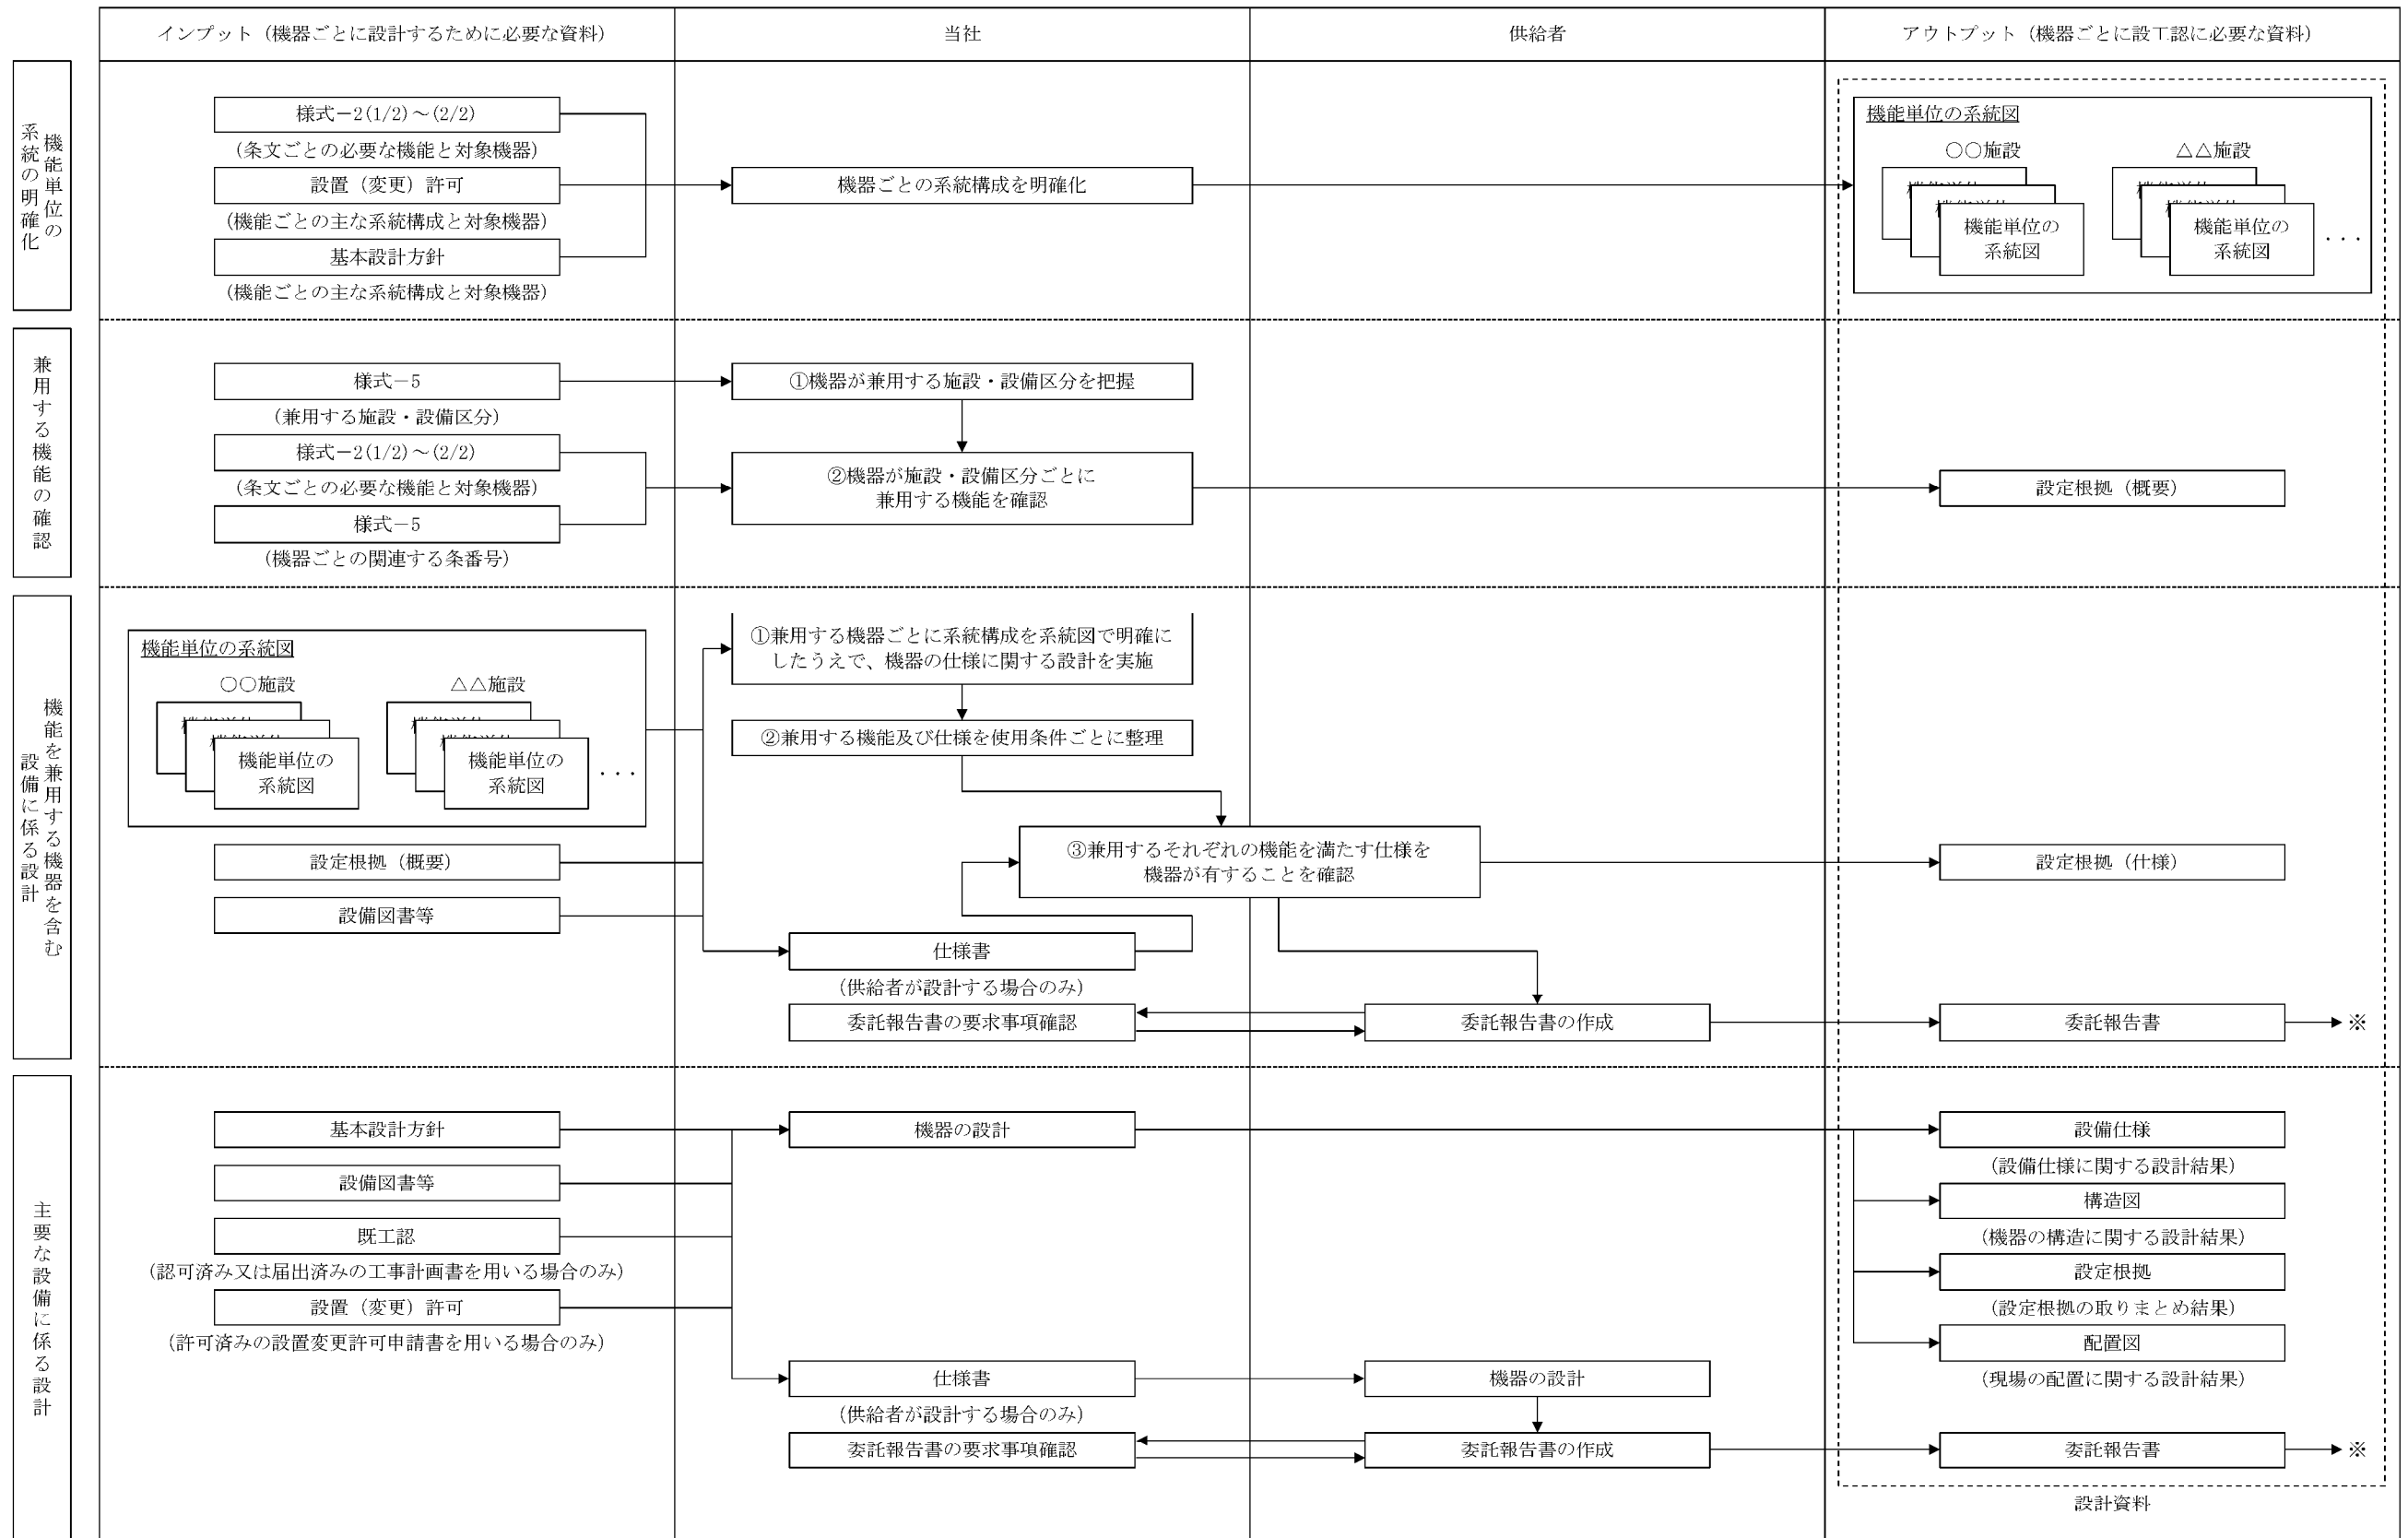 インプット（機器ごとに設計するために必要な資料）
当社
供給者
アウトプット（機器ごとに設工認に必要な資料）
機能単位の
系統の明確化
様式－2(1/2)～(2/2)
（条文ごとの必要な機能と対象機器）
設置（変更）許可
（機能ごとの主な系統構成と対象機器）
基本設計方針
（機能ごとの主な系統構成と対象機器）
機器ごとの系統構成を明確化
機能単位の系統図
○○施設
△△施設
機能単位の
系統図
機能単位の
系統図
・・・
兼用する機能の確認
様式－5
（兼用する施設・設備区分）
様式－2(1/2)～(2/2)
（条文ごとの必要な機能と対象機器）
様式－5
（機器ごとの関連する条番号）
①機器が兼用する施設・設備区分を把握
②機器が施設・設備区分ごとに
兼用する機能を確認
設定根拠（概要）
機能を兼用する機器を含む
設備に係る設計
機能単位の系統図
○○施設
△△施設
機能単位の
系統図
機能単位の
系統図
・・・
設定根拠（概要）
設備図書等
①兼用する機器ごとに系統構成を系統図で明確に
したうえで、機器の仕様に関する設計を実施
②兼用する機能及び仕様を使用条件ごとに整理
③兼用するそれぞれの機能を満たす仕様を
機器が有することを確認
設定根拠（仕様）
仕様書
（供給者が設計する場合のみ）
委託報告書の要求事項確認
委託報告書の作成
委託報告書
※
主要な設備に係る設計
基本設計方針
設備図書等
既工認
（認可済み又は届出済みの工事計画書を用いる場合のみ）
設置（変更）許可
（許可済みの設置変更許可申請書を用いる場合のみ）
機器の設計
設備仕様
（設備仕様に関する設計結果）
構造図
（機器の構造に関する設計結果）
設定根拠
（設定根拠の取りまとめ結果）
配置図
（現場の配置に関する設計結果）
仕様書
（供給者が設計する場合のみ）
機器の設計
委託報告書の要求事項確認
委託報告書の作成
委託報告書
※
設計資料